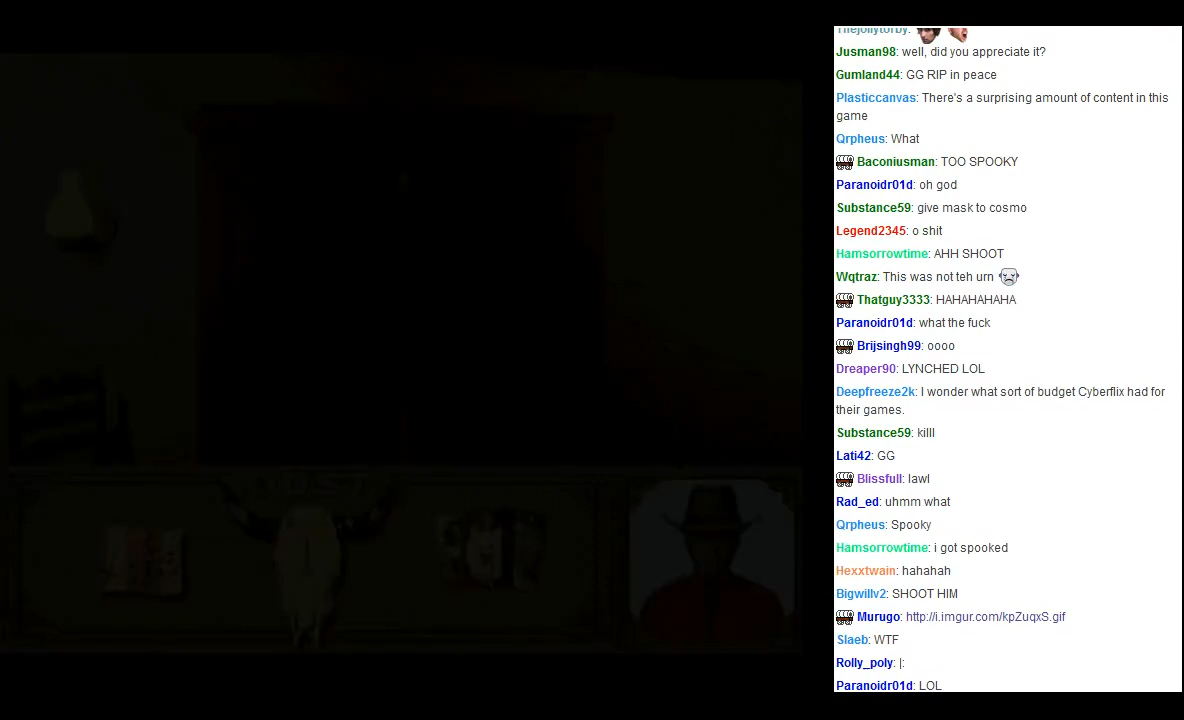 Thejollytorby:
Jusman98: well, did you appreciate it?
Gumland44: GG RIP in peace
Plasticcanvas: There's a surprising amount of content in this
game
Qrpheus: What
Baconiusman: TOO SPOOKY
Paranoidr01d: oh god
Substance59: give mask to cosmo
Legend2345: o shit
Hamsorrowtime: AHH SHOOT
Wqtraz: This was not teh urn
Thatguy3333: HAHAHAHAHA
Paranoidr01d: what the fuck
Brijsingh99: oooo
Dreaper90: LYNCHED LOL
Deepfreeze2k: I wonder what sort of budget Cyberflix had for
their games.
Substance59: killl
Lati42: GG
Blissfull: lawl
Rad_ed: uhmm what
Qrpheus: Spooky
Hamsorrowtime: i got spooked
Hexxtwain: hahahah
Bigwillv2: SHOOT HIM
Murugo: http://i.imgur.com/kpZuqxS.gif
Slaeb: WTF
Rolly_poly: |:
Paranoidr01d: LOL